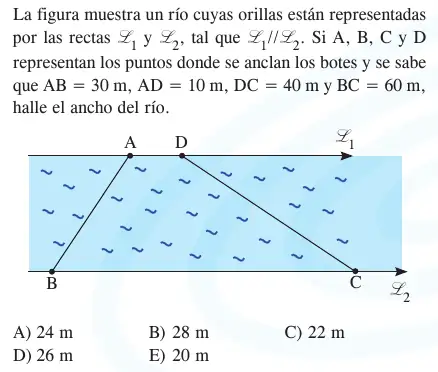 La figura muestra un río cuyas orillas están representadas
por las rectas ℒ₁ y ℒ₂, tal que ℒ₁//ℒ₂. Si A, B, C y D
representan los puntos donde se anclan los botes y se sabe
que AB = 30 m, AD = 10 m, DC = 40 m y BC = 60 m,
halle el ancho del río.
A D ℒ₁
B C ℒ₂
A) 24 m B) 28 m C) 22 m
D) 26 m E) 20 m